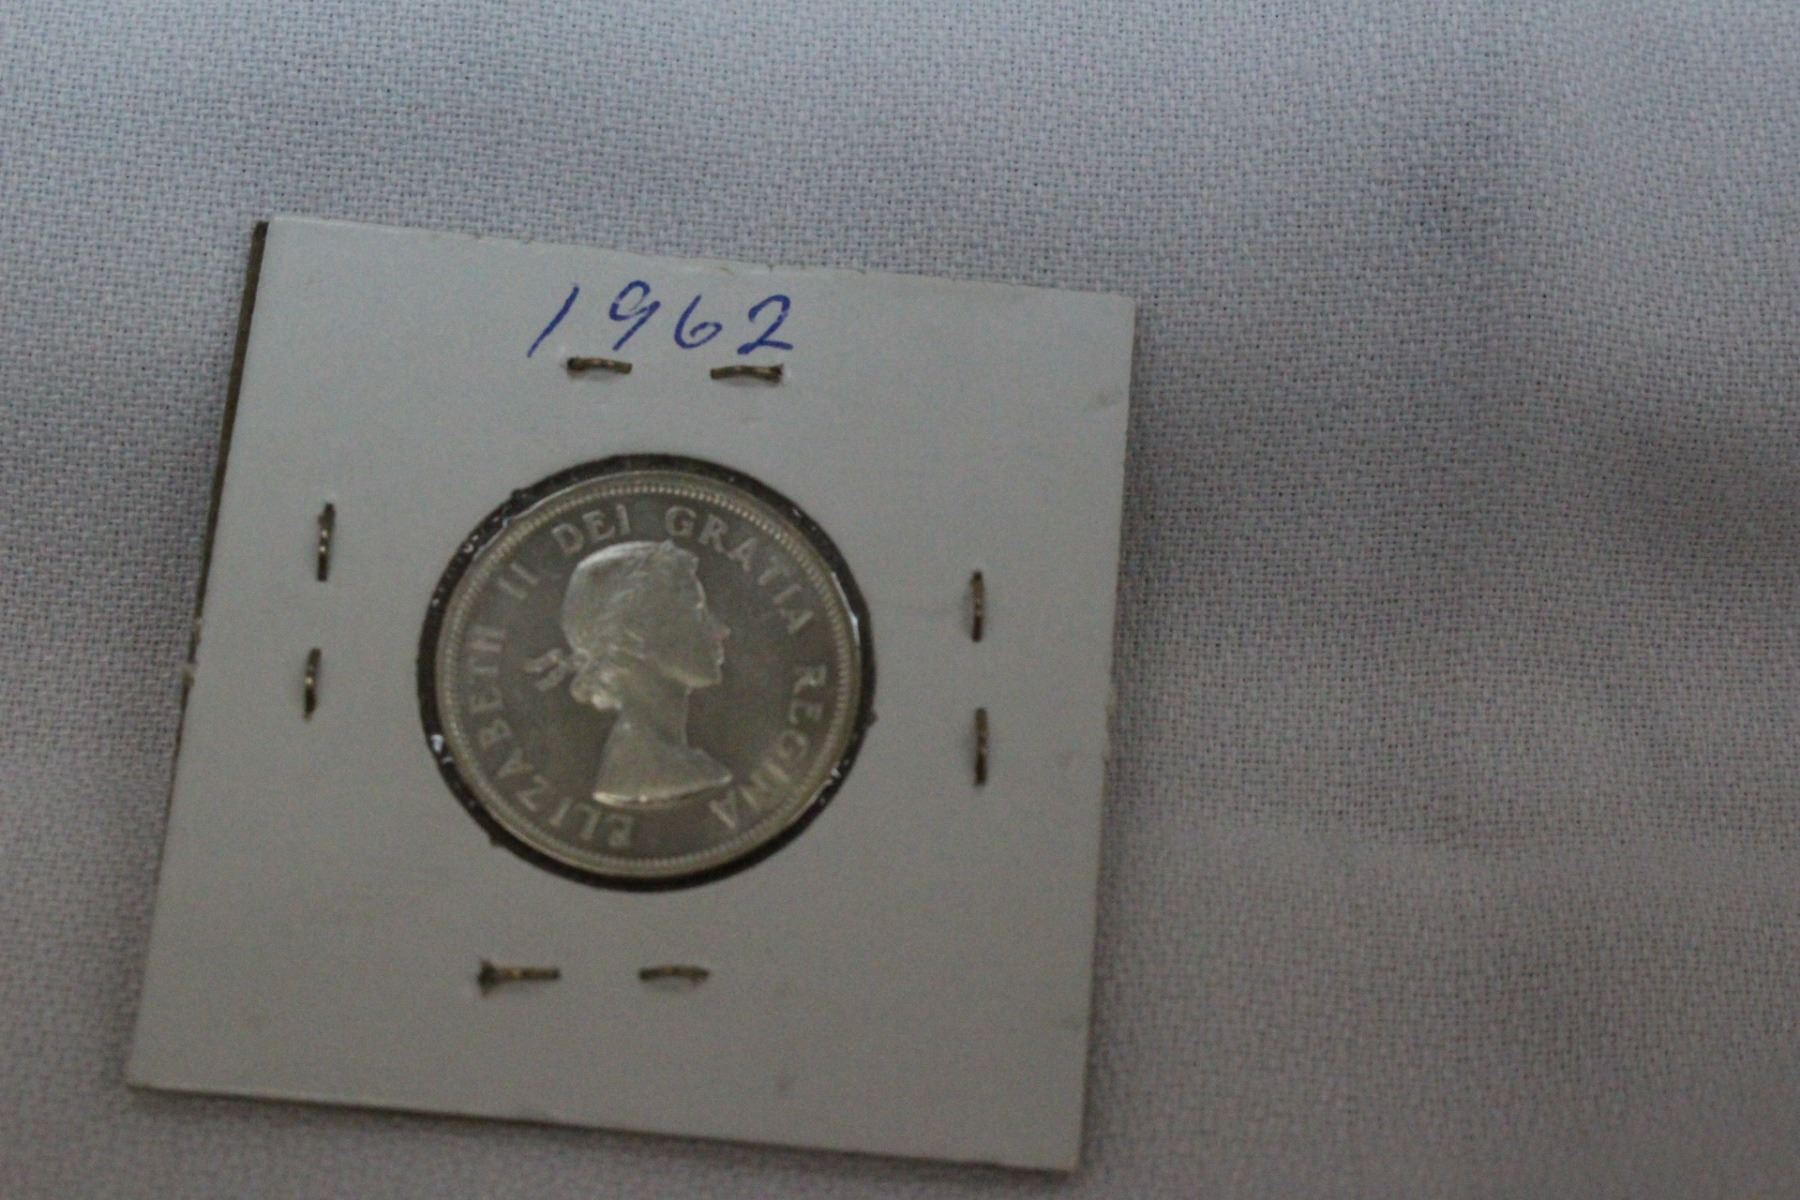 1962
ELIZABETH II DEI GRATIA REGINA